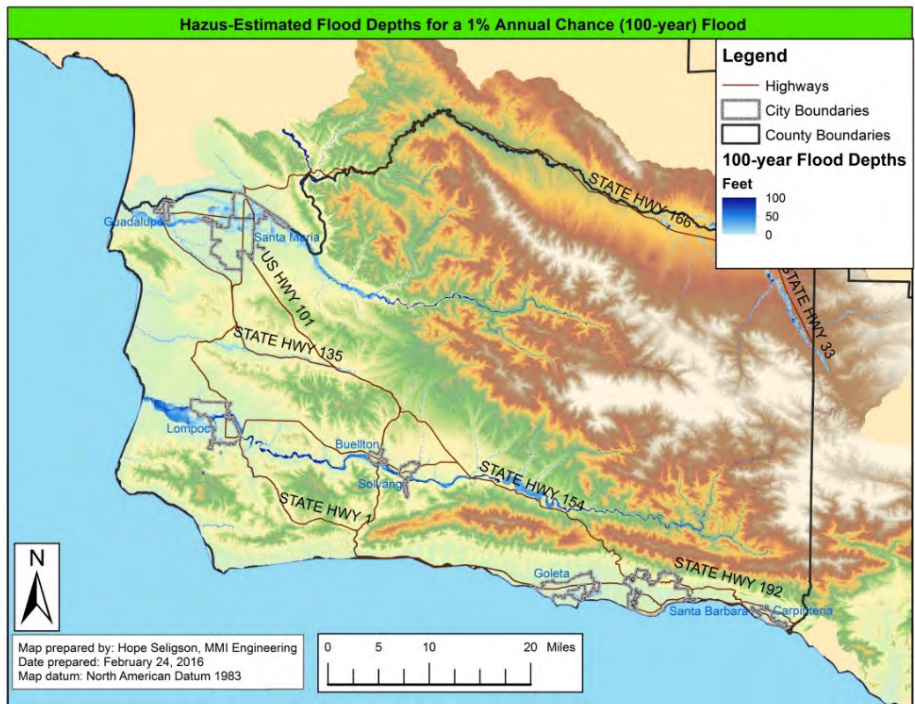 Hazus-Estimated Flood Depths for a 1% Annual Chance (100-year) Flood
Legend
Highways
City Boundaries
County Boundaries
100-year Flood Depths
Feet
100
50
0
STATE HWY 166
Guadalupe
Santa Maria
US HWY 101
STATE HWY 33
STATE HWY 135
Lompoc
Buellton
Solvang
STATE HWY 154
STATE HWY 1
Goleta
STATE HWY 192
Santa Barbara
Carpinteria
N
Map prepared by: Hope Seligson, MMI Engineering
Date prepared: February 24, 2016
Map datum: North American Datum 1983
0 5 10 20 Miles